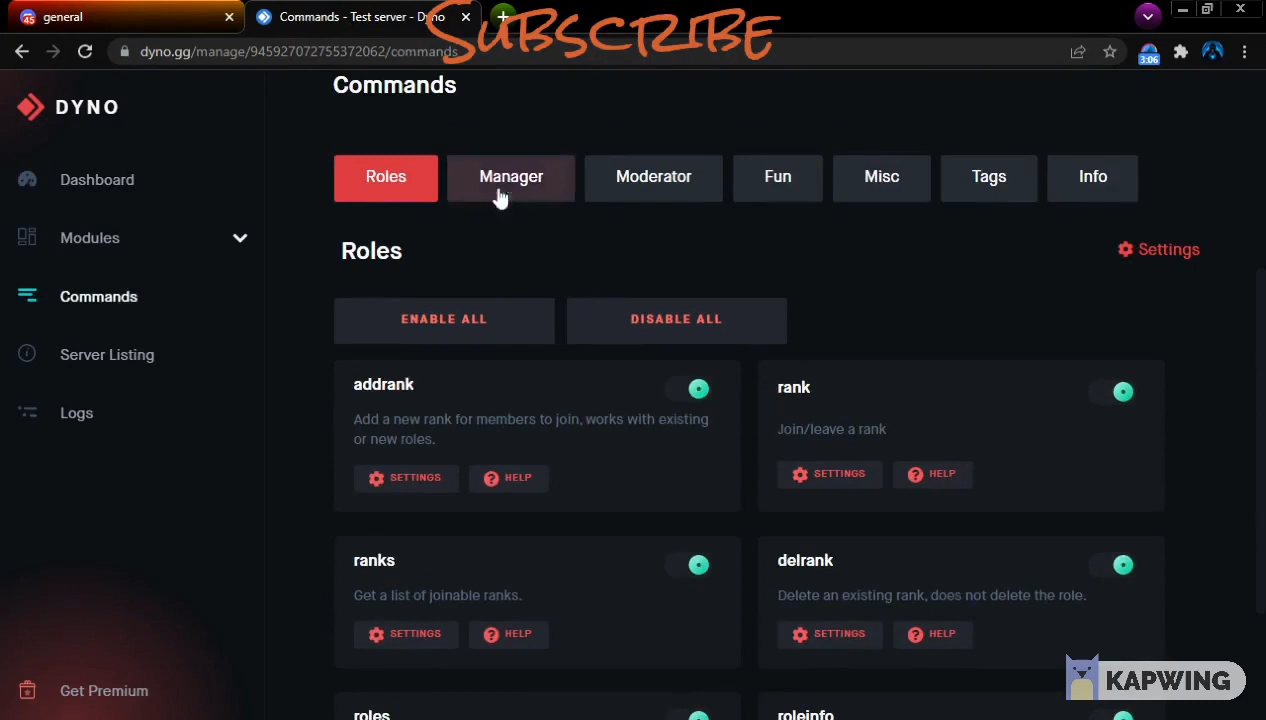 45
general
Commands - Test server - Dyno
SUBSCRIBE
dyno.gg/manage/945927072755372062/commands
3:06
DYNO
Dashboard
Modules
Commands
Server Listing
Logs
Get Premium
Commands
Roles
Manager
Moderator
Fun
Misc
Tags
Info
Roles
Settings
ENABLE ALL
DISABLE ALL
addrank
Add a new rank for members to join, works with existing
or new roles.
SETTINGS
HELP
rank
Join/leave a rank
SETTINGS
HELP
ranks
Get a list of joinable ranks.
SETTINGS
HELP
delrank
Delete an existing rank, does not delete the role.
SETTINGS
HELP
roles
roleinfo
KAPWING